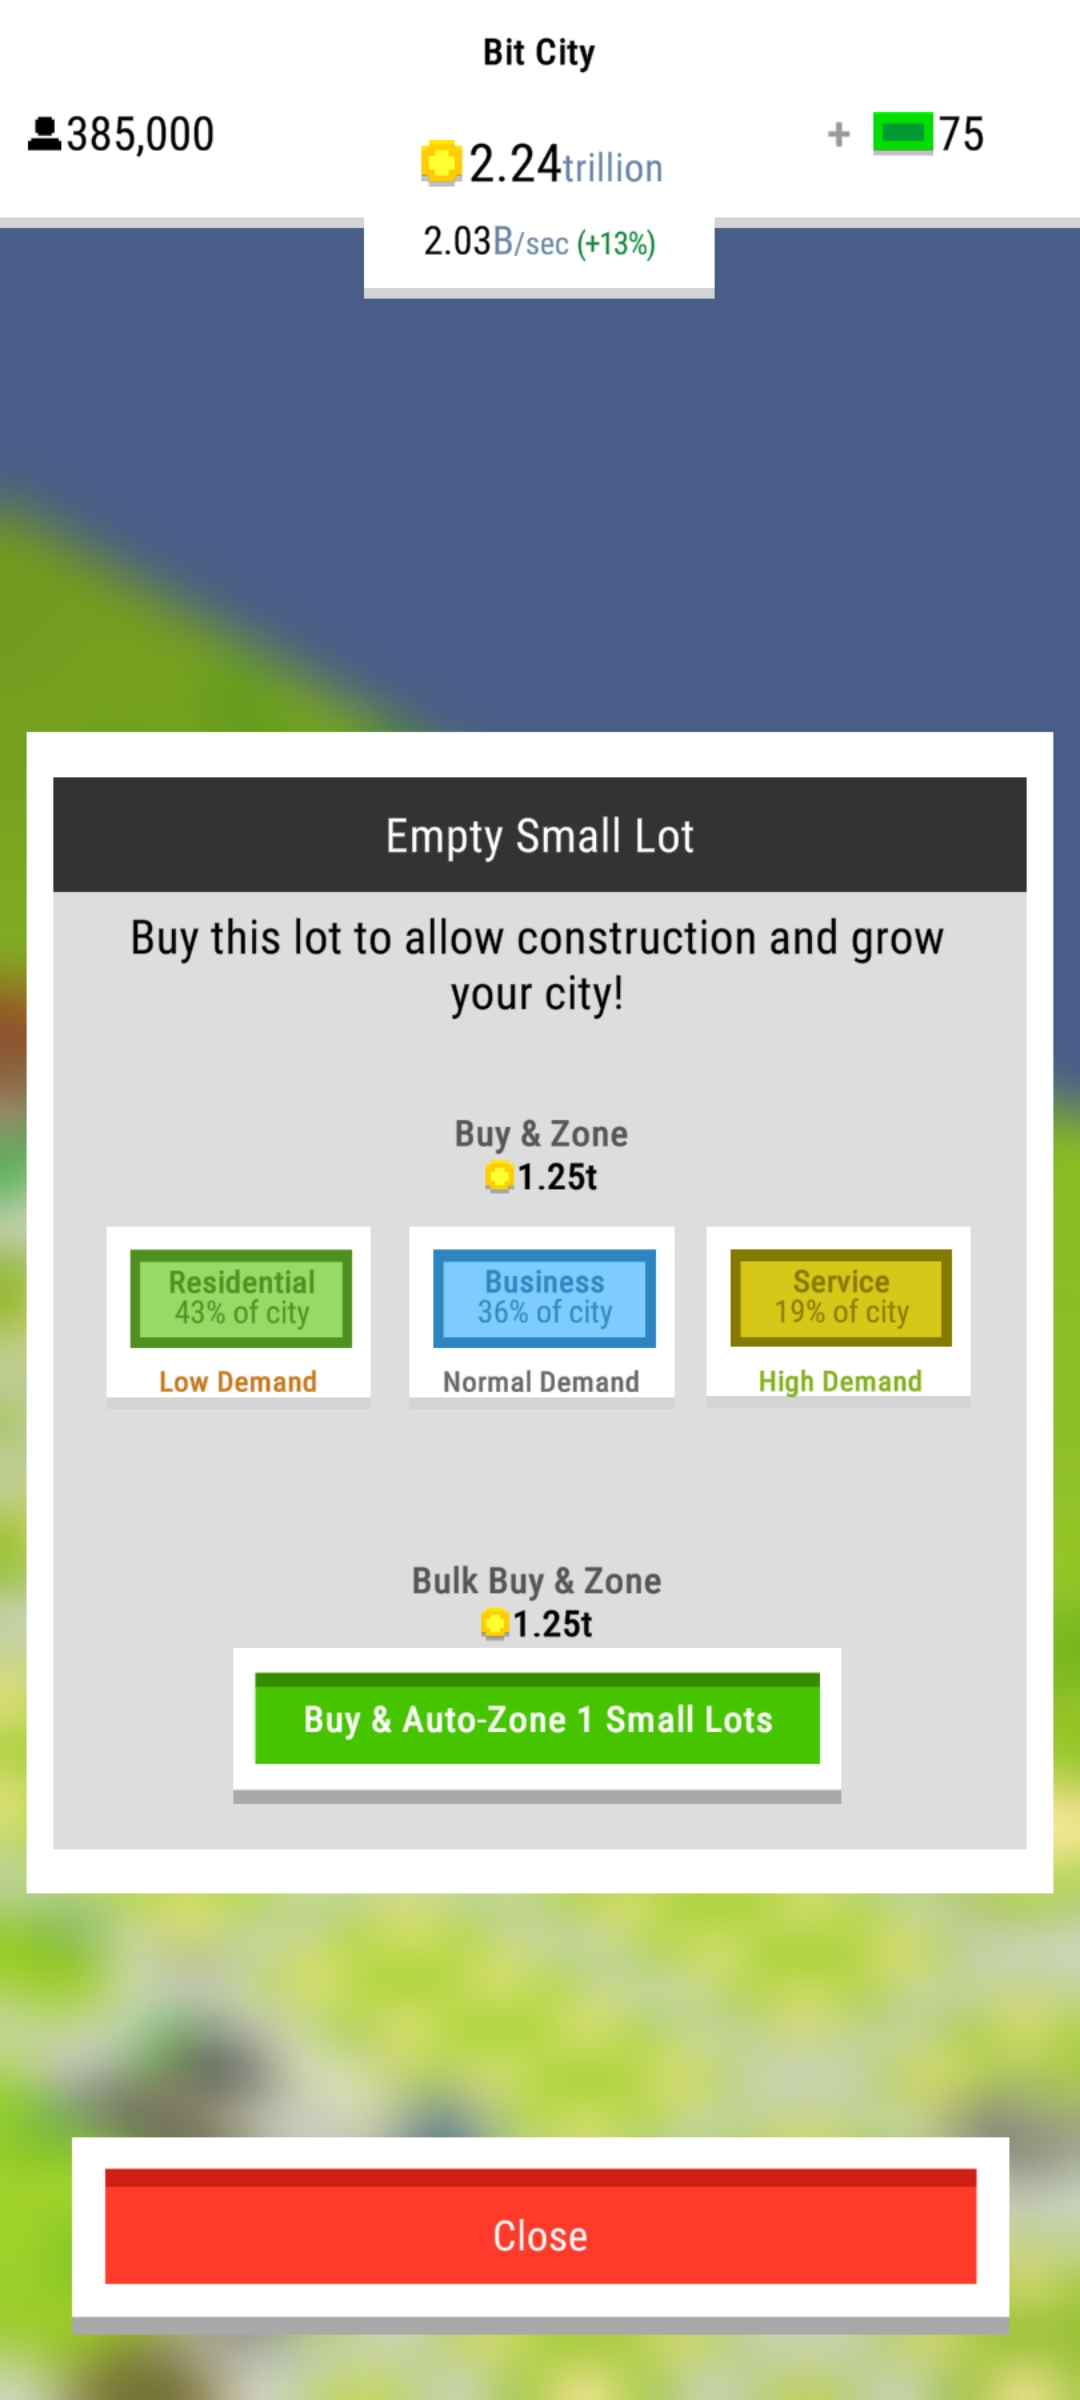 Bit City
385,000
2.24trillion
+ 75
2.03B/sec (+13%)
Empty Small Lot
Buy this lot to allow construction and grow
your city!
Buy & Zone
1.25t
Residential
43% of city
Low Demand
Business
36% of city
Normal Demand
Service
19% of city
High Demand
Bulk Buy & Zone
1.25t
Buy & Auto-Zone 1 Small Lots
Close